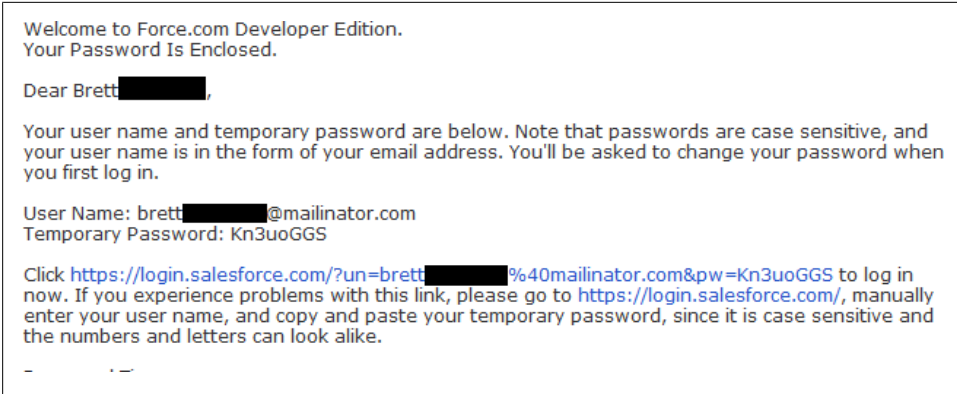 Welcome to Force.com Developer Edition.
Your Password Is Enclosed.
Dear Brett ,
Your user name and temporary password are below. Note that passwords are case sensitive, and
your user name is in the form of your email address. You'll be asked to change your password when
you first log in.
User Name: brett @mailinator.com
Temporary Password: Kn3uoGGS
Click https://login.salesforce.com/?un=brett %40mailinator.com&pw=Kn3uoGGS to log in
now. If you experience problems with this link, please go to https://login.salesforce.com/, manually
enter your user name, and copy and paste your temporary password, since it is case sensitive and
the numbers and letters can look alike.